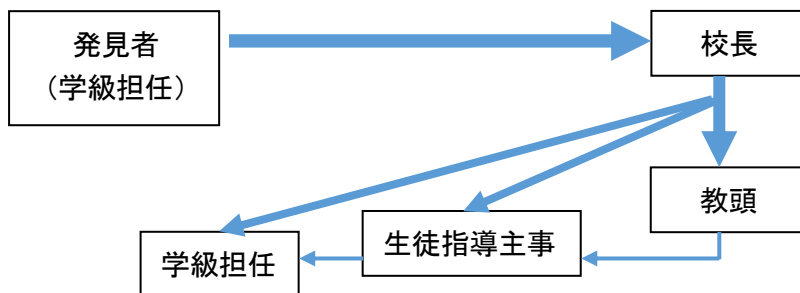 発見者
（学級担任）
校長
教頭
生徒指導主事
学級担任